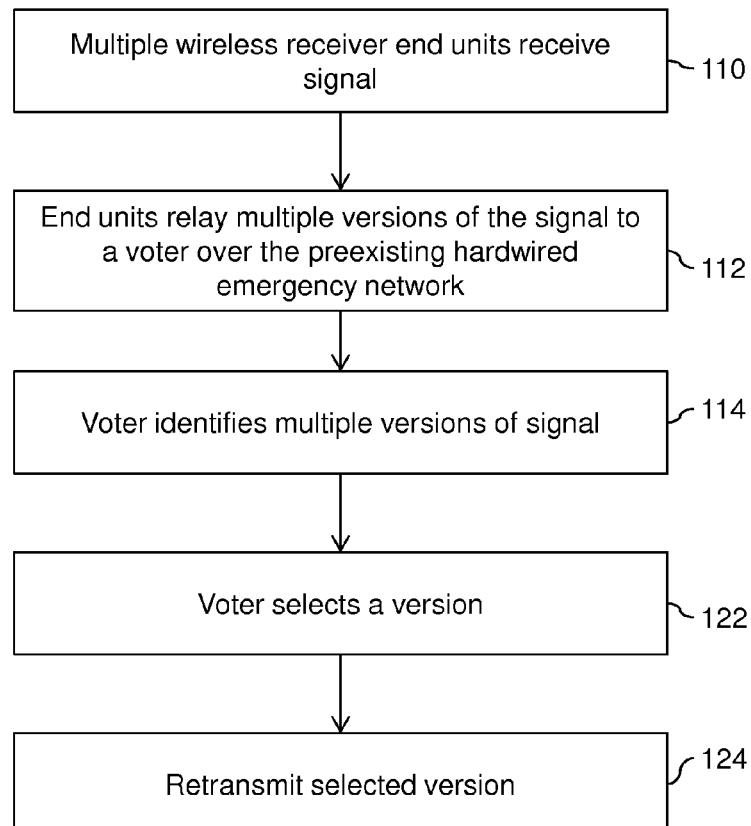 Multiple wireless receiver end units receive
signal
110
End units relay multiple versions of the signal to
a voter over the preexisting hardwired
emergency network
112
Voter identifies multiple versions of signal
114
Voter selects a version
122
Retransmit selected version
124